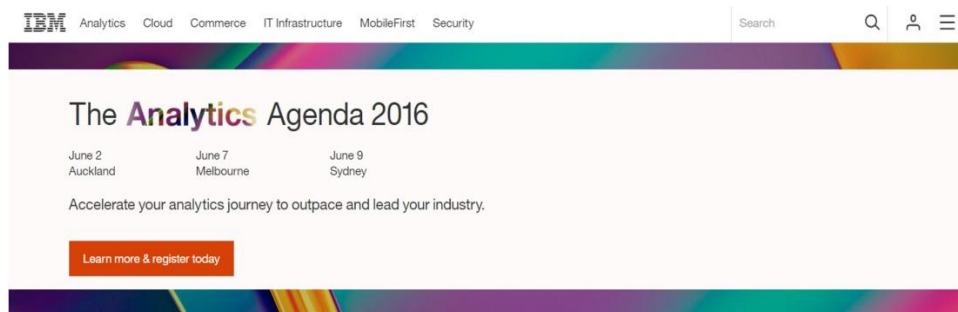 IBM Analytics Cloud Commerce IT Infrastructure MobileFirst Security Search
The Analytics Agenda 2016
June 2 June 7 June 9
Auckland Melbourne Sydney
Accelerate your analytics journey to outpace and lead your industry.
Learn more & register today